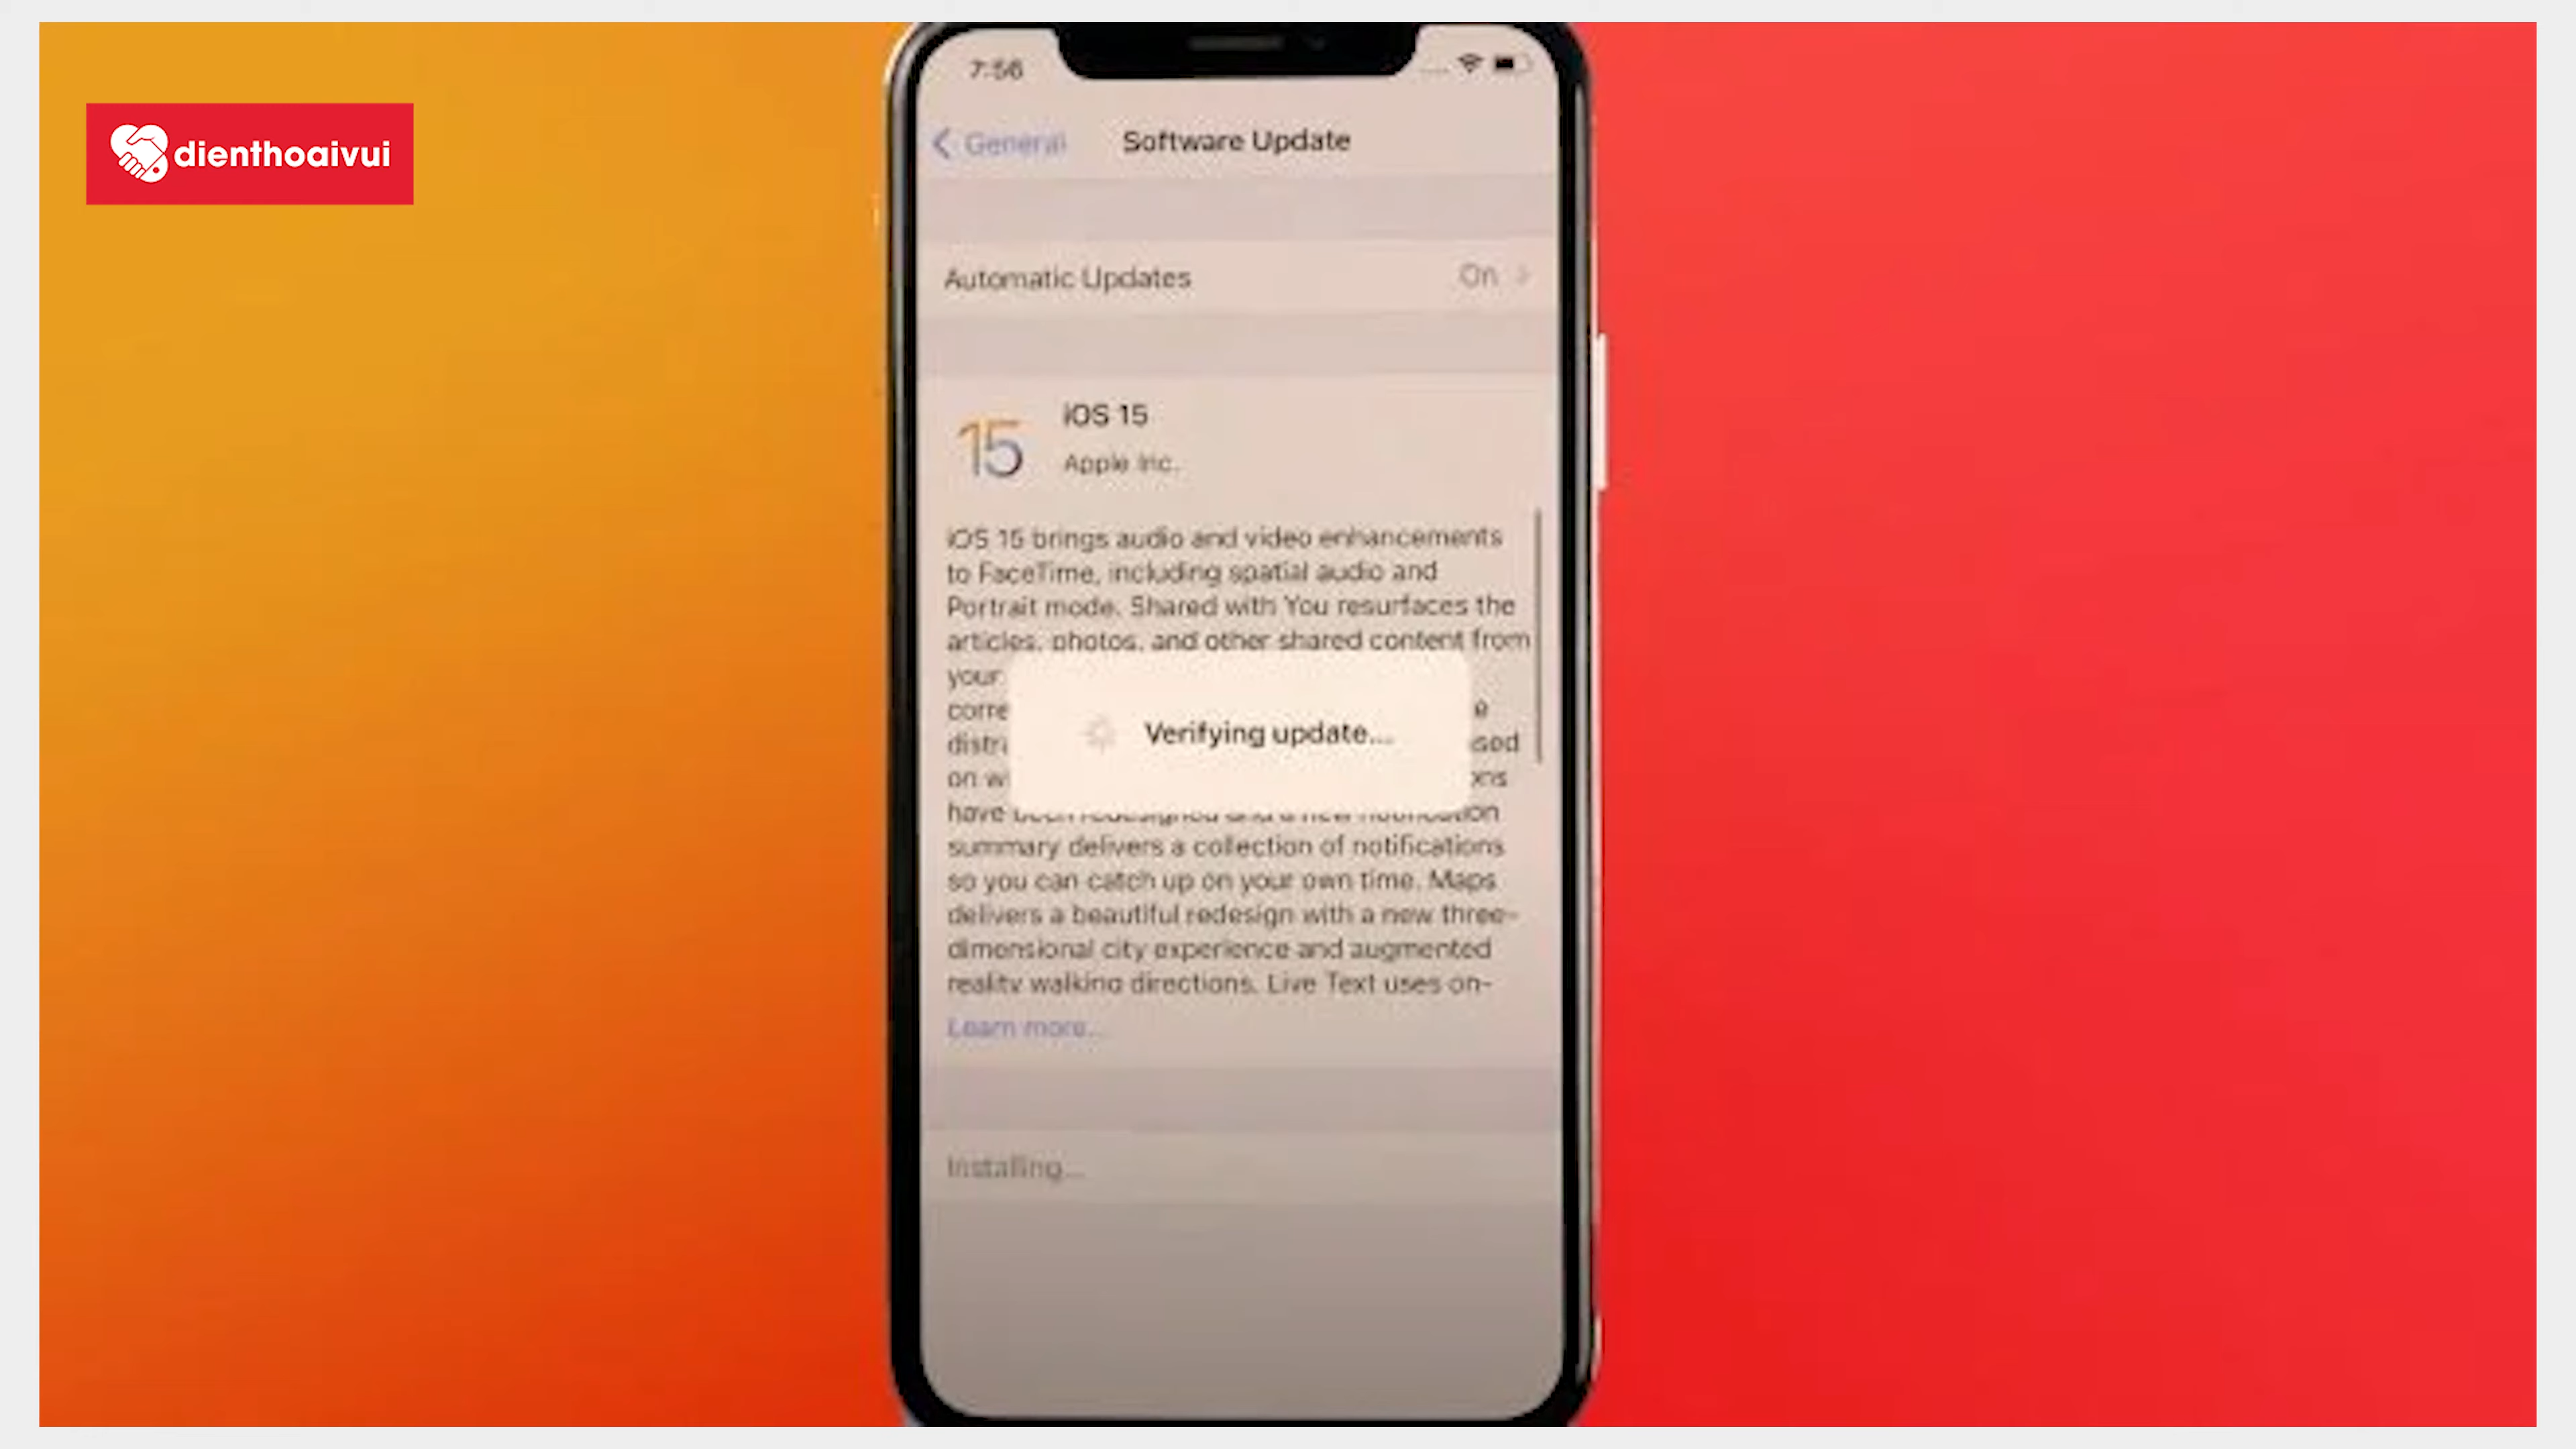 dienthoaivui
7:56
General
Software Update
Automatic Updates
On
15
iOS 15
Apple Inc.
iOS 15 brings audio and video enhancements
to FaceTime, including spatial audio and
Portrait mode. Shared with You resurfaces the
articles, photos, and other shared content from
your
corre
distr
on w
have been redesigned and a new notification
summary delivers a collection of notifications
so you can catch up on your own time. Maps
delivers a beautiful redesign with a new three-
dimensional city experience and augmented
reality walking directions. Live Text uses on-
Verifying update...
Learn more...
Installing...